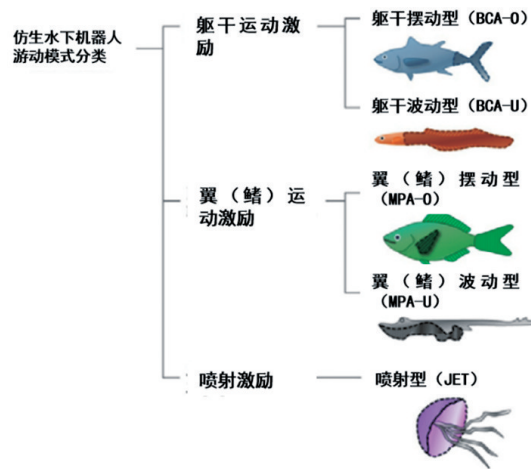 仿生水下机器人
游动模式分类
躯干运动激
励
躯干摆动型（BCA-O）
躯干波动型（BCA-U）
翼（鳍）运
动激励
翼（鳍）摆动型
（MPA-O）
翼（鳍）波动型
（MPA-U）
喷射激励
喷射型（JET）